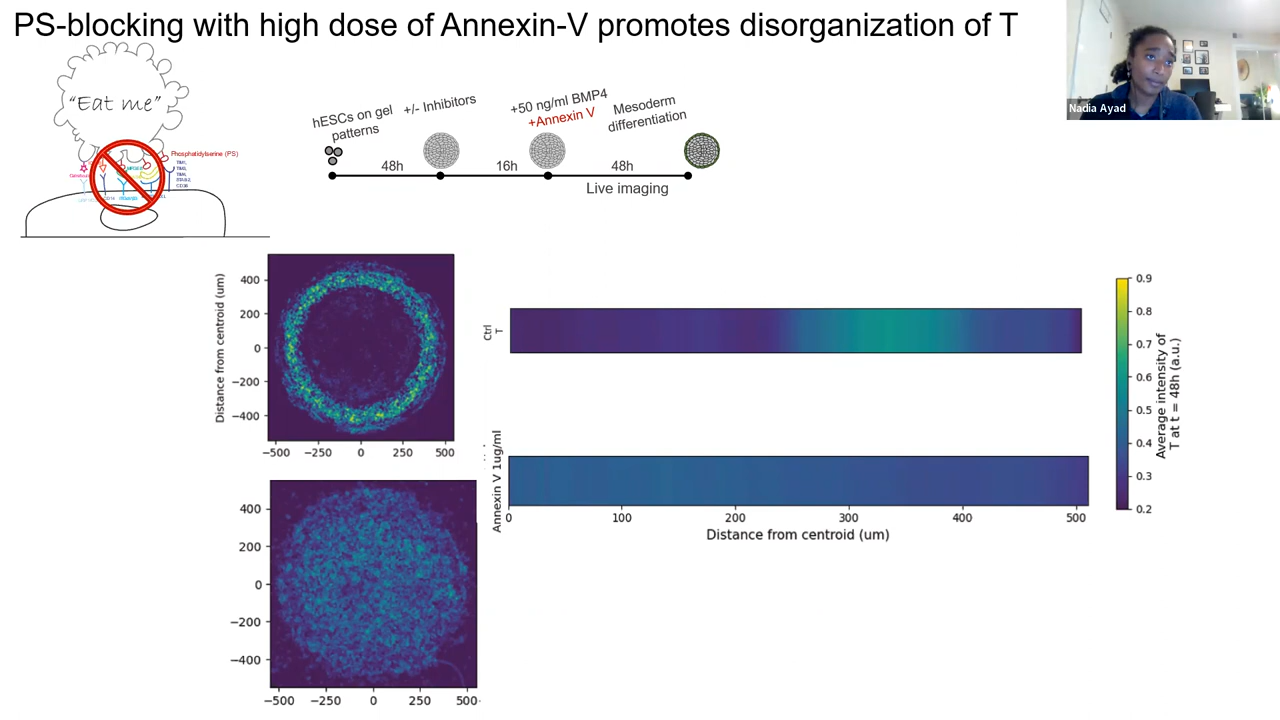 PS-blocking with high dose of Annexin-V promotes disorganization of T
Nadia Ayad
"Eat me"
Phosphatidylserine (PS)
hESCs on gel
patterns
+/- Inhibitors
+50 ng/ml BMP4
+Annexin V
Mesoderm
differentiation
48h
16h
48h
Live imaging
Distance from centroid (um)
400
200
0
−200
−400
−500 −250 0 250 500
Ctrl
T
Annexin V 1ug/ml
0 100 200 300 400 500
Distance from centroid (um)
0.9
0.8
0.7
0.6
0.5
0.4
0.3
0.2
Average intensity of
T at t = 48h (a.u.)
400
200
0
−200
−400
−500 −250 0 250 500